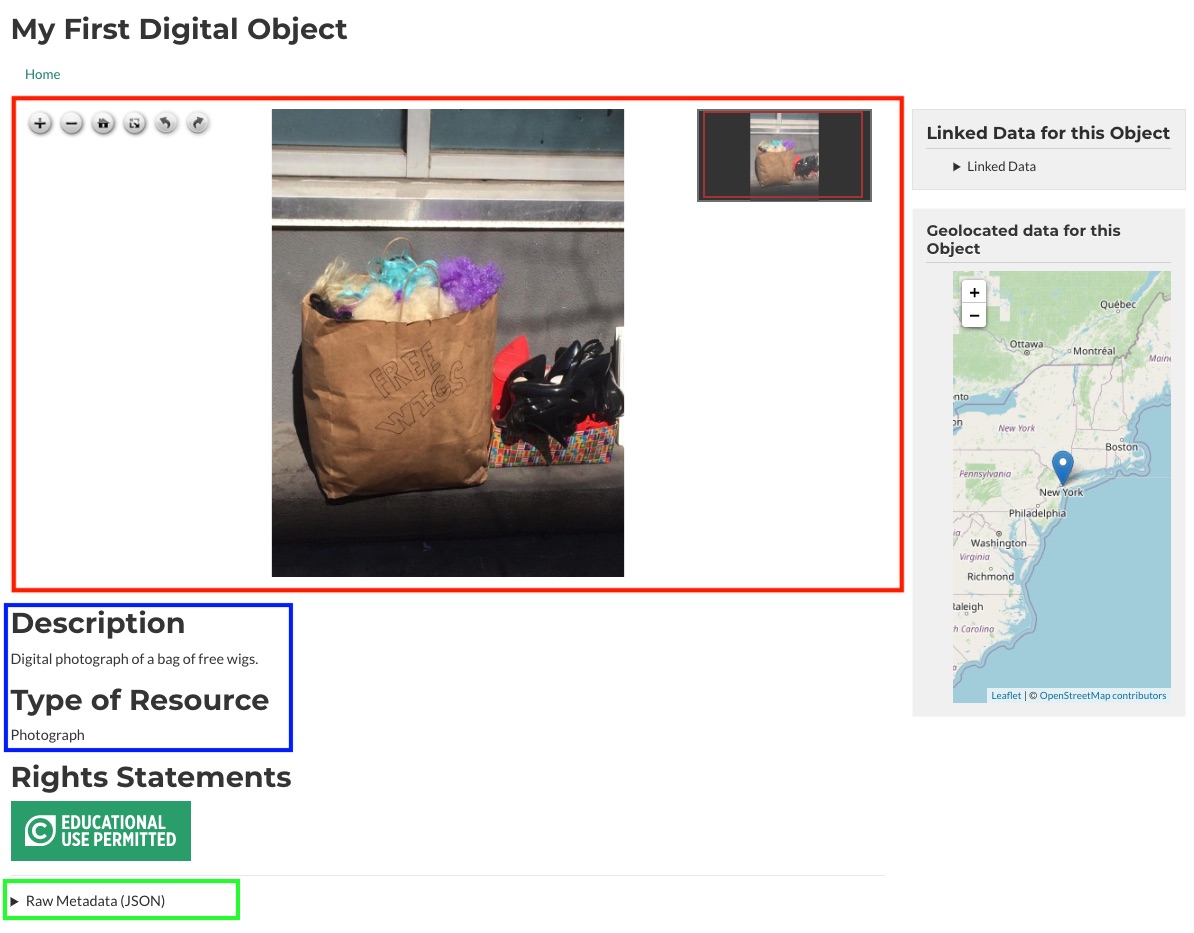 My First Digital Object
Home
FREE
WIGS
Description
Digital photograph of a bag of free wigs.
Type of Resource
Photograph
Rights Statements
EDUCATIONAL
USE PERMITTED
Raw Metadata (JSON)
Linked Data for this Object
Linked Data
Geolocated data for this
Object
+
−
Québec
Ottawa
Montréal
Maine
nto
on
New York
Boston
Pennsylvania
New York
Philadelphia
ia
Washington
Virginia
Richmond
Raleigh
h Carolina
a
Leaflet | © OpenStreetMap contributors